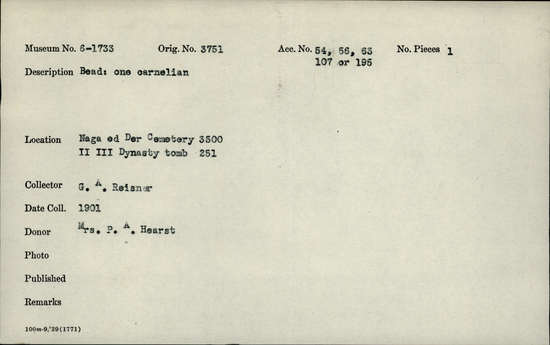 Museum No. 6-1733 Orig. No. 3751 Acc. No. 54, 56, 63 No. Pieces 1
107 or 195
Description Bead: one carnelian
Location Naga ed Der Cemetery 3500
II III Dynasty tomb 251
Collector G. A. Reisner
Date Coll. 1901
Donor Mrs. P. A. Hearst
Photo
Published
Remarks
100m-9,'29(1771)